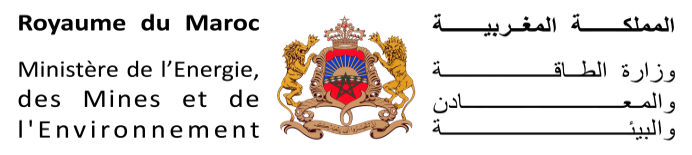 Royaume du Maroc
Ministère de l'Energie,
des Mines et de
l'Environnement
المملكة المغربية
وزارة الطاقة
والمعادن
والبيئة